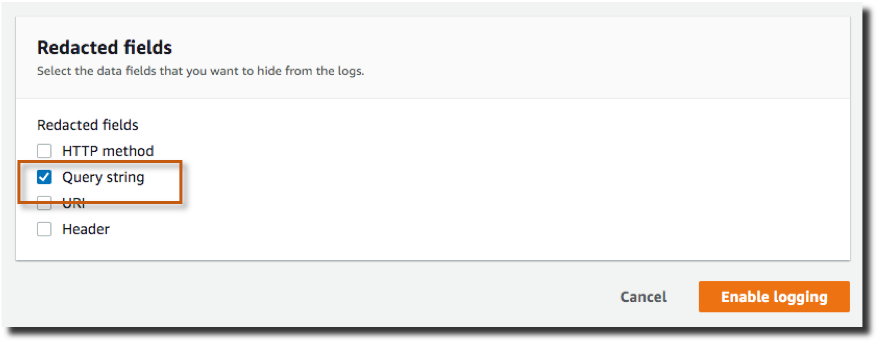 Redacted fields
Select the data fields that you want to hide from the logs.
Redacted fields
HTTP method
Query string
URI
Header
Cancel
Enable logging